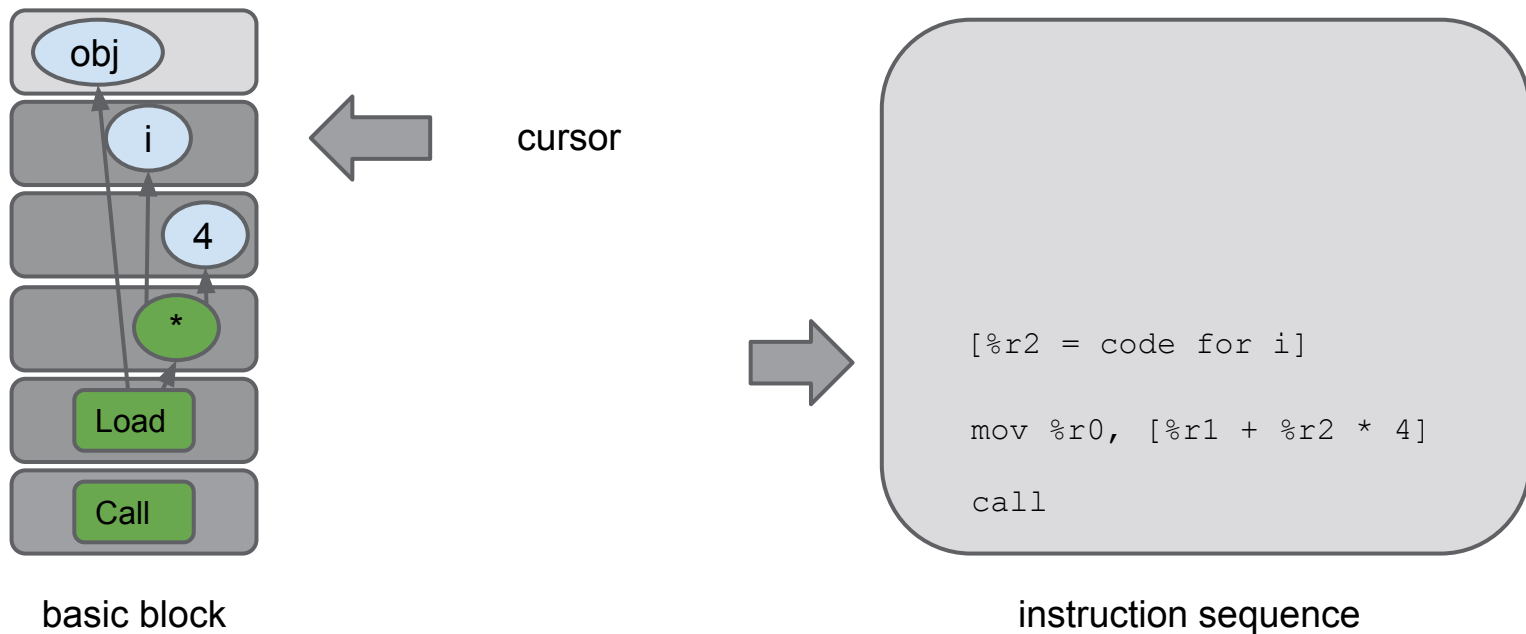 obj
i
cursor
4
*
Load
Call
basic block
[%r2 = code for i]
mov %r0, [%r1 + %r2 * 4]
call
instruction sequence